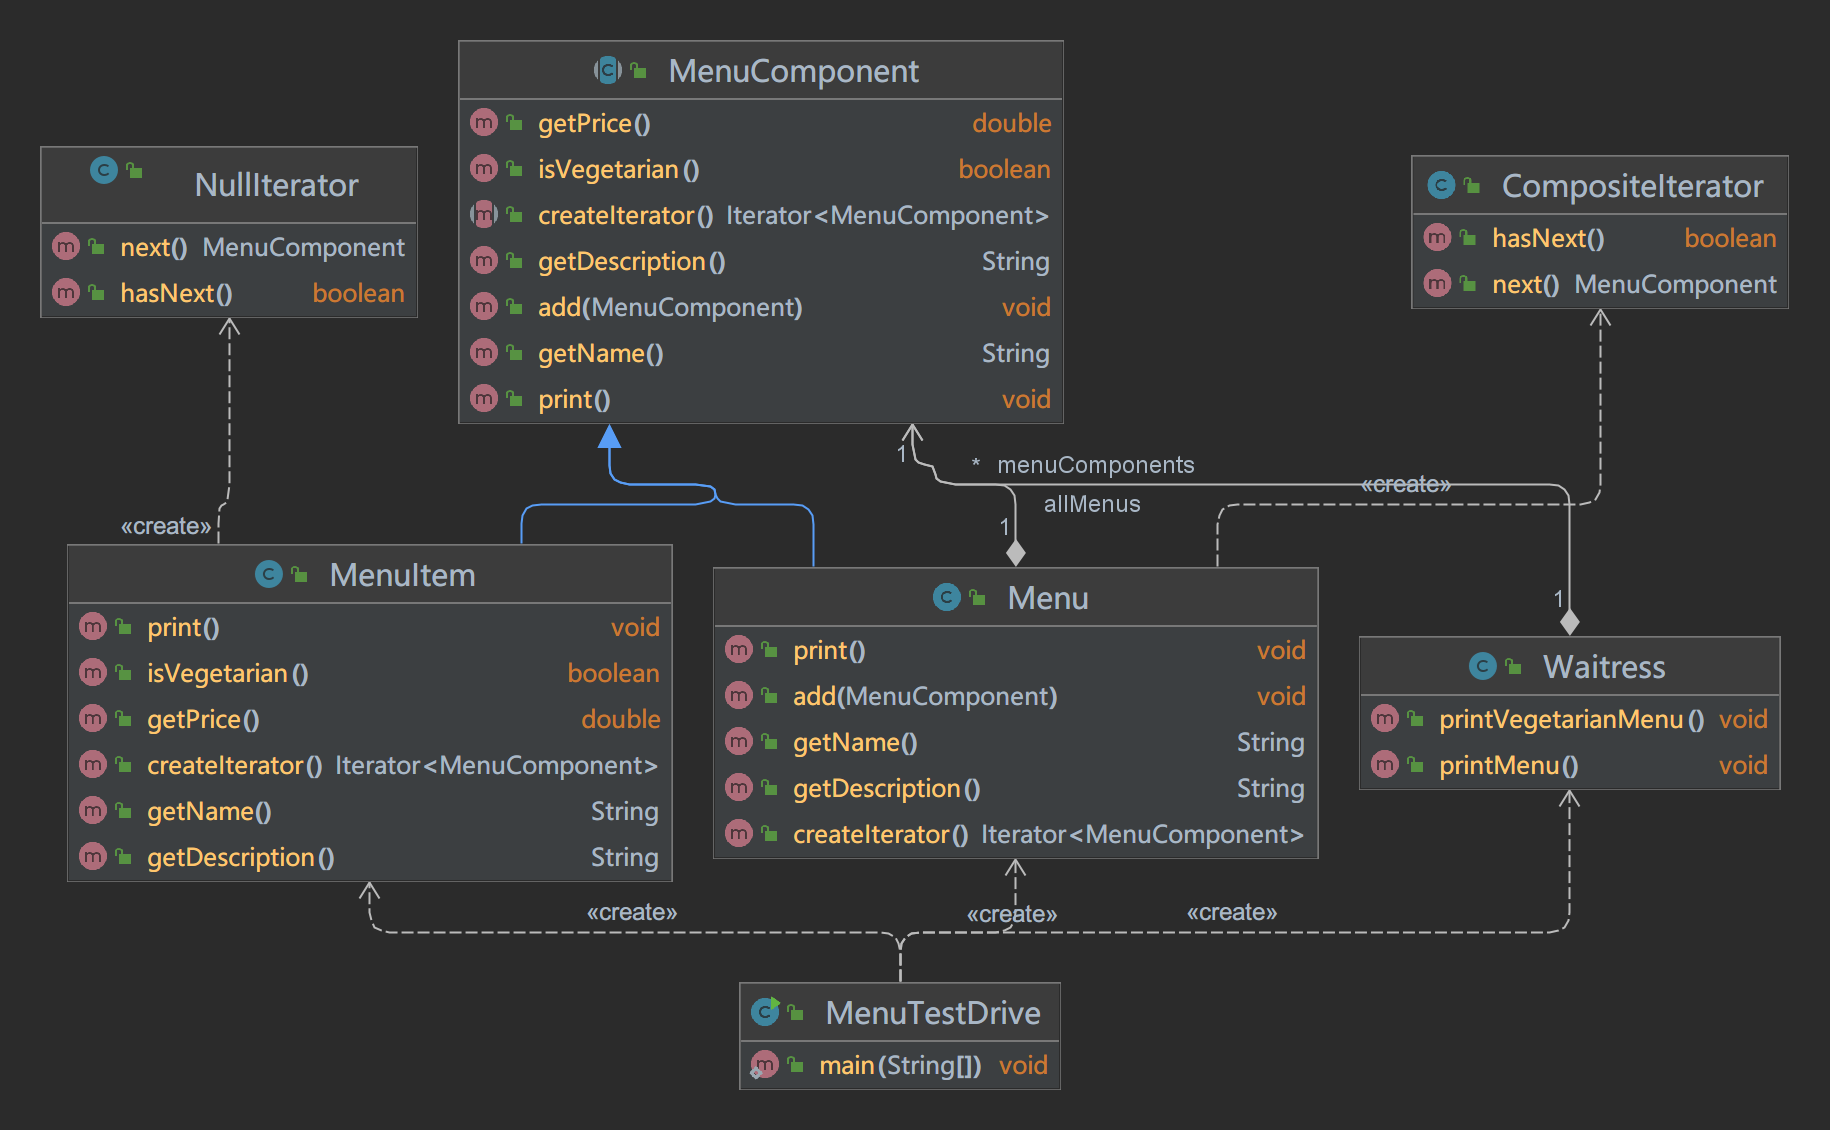 MenuComponent
getPrice() double
isVegetarian() boolean
createIterator() Iterator<MenuComponent>
getDescription() String
add(MenuComponent) void
getName() String
print() void
NullIterator
next() MenuComponent
hasNext() boolean
CompositeIterator
hasNext() boolean
next() MenuComponent
1
* menuComponents
«create»
allMenus
1
«create»
1
MenuItem
print() void
isVegetarian() boolean
getPrice() double
createIterator() Iterator<MenuComponent>
getName() String
getDescription() String
Menu
print() void
add(MenuComponent) void
getName() String
getDescription() String
createIterator() Iterator<MenuComponent>
Waitress
printVegetarianMenu() void
printMenu() void
«create»
«create»
«create»
MenuTestDrive
main(String[]) void